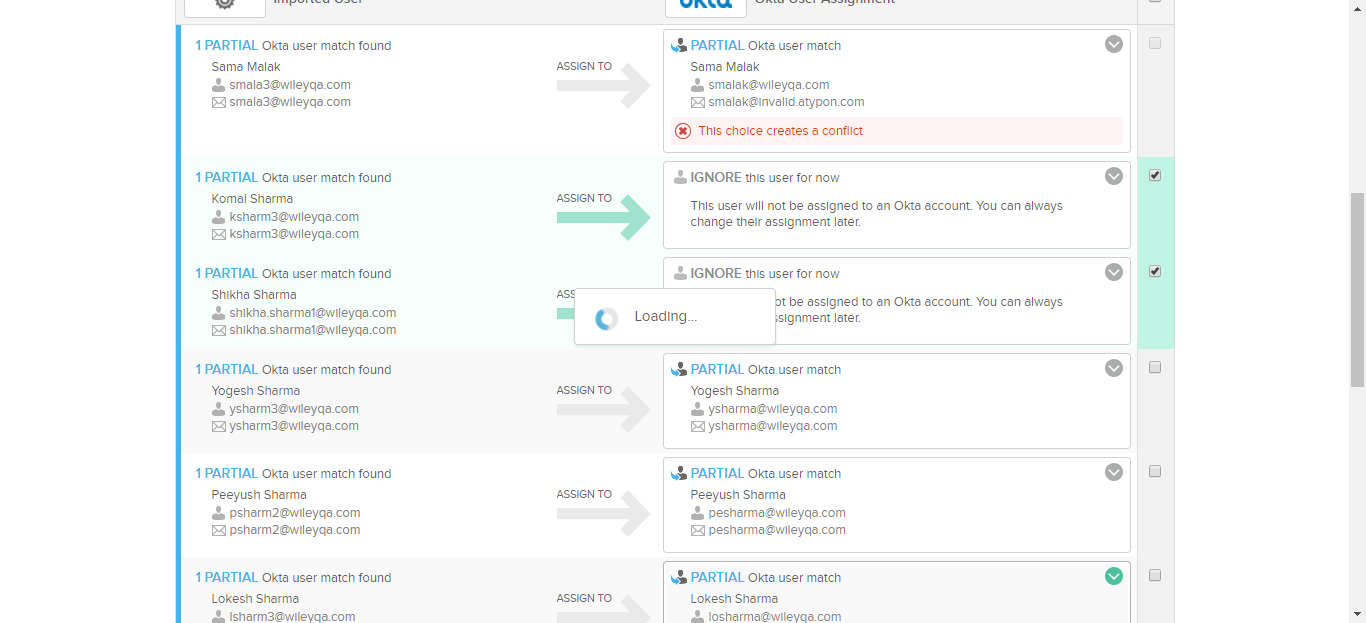 Imported User
okta
Okta User Assignment
1 PARTIAL Okta user match found
Sama Malak
smala3@wileyqa.com
smala3@wileyqa.com
ASSIGN TO
PARTIAL Okta user match
Sama Malak
smalak@wileyqa.com
smalak@invalid.atypon.com
This choice creates a conflict
1 PARTIAL Okta user match found
Komal Sharma
ksharm3@wileyqa.com
ksharm3@wileyqa.com
ASSIGN TO
IGNORE this user for now
This user will not be assigned to an Okta account. You can always
change their assignment later.
1 PARTIAL Okta user match found
Shikha Sharma
shikha.sharma1@wileyqa.com
shikha.sharma1@wileyqa.com
ASS
IGNORE this user for now
ot be assigned to an Okta account. You can always
signment later.
Loading...
1 PARTIAL Okta user match found
Yogesh Sharma
ysharm3@wileyqa.com
ysharm3@wileyqa.com
ASSIGN TO
PARTIAL Okta user match
Yogesh Sharma
ysharma@wileyqa.com
ysharma@wileyqa.com
1 PARTIAL Okta user match found
Peeyush Sharma
psharm2@wileyqa.com
psharm2@wileyqa.com
ASSIGN TO
PARTIAL Okta user match
Peeyush Sharma
pesharma@wileyqa.com
pesharma@wileyqa.com
1 PARTIAL Okta user match found
Lokesh Sharma
lsharm3@wileyqa.com
ASSIGN TO
PARTIAL Okta user match
Lokesh Sharma
losharma@wileyqa.com